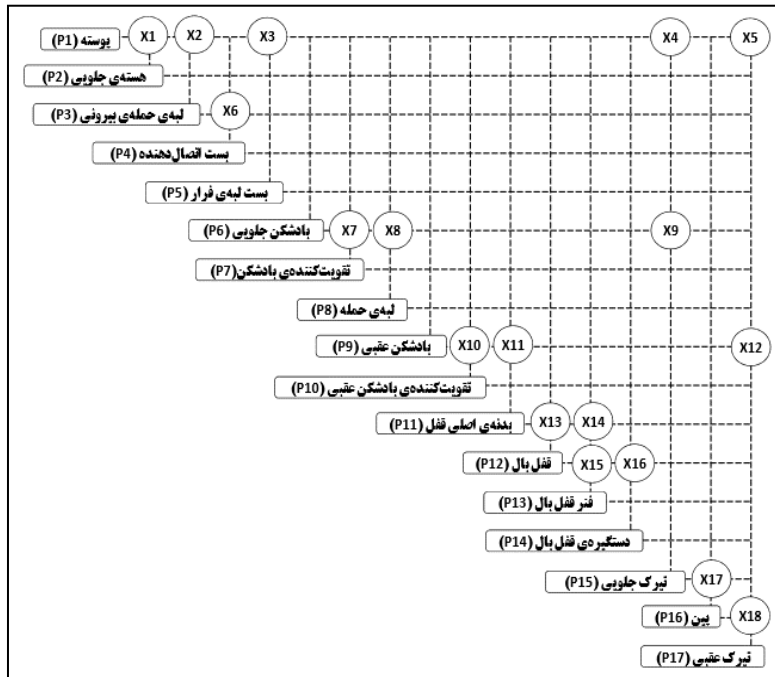 پوسته (P1) X1 X2 X3 X4 X5
هسته‌ی جلویی (P2)
لبه‌ی حمله‌ی بیرونی (P3) X6
بست اتصال‌دهنده (P4)
بست لبه‌ی فرار (P5)
بادشکن جلویی (P6) X7 X8 X9
تقویت‌کننده‌ی بادشکن(P7)
لبه‌ی حمله (P8)
بادشکن عقبی (P9) X10 X11 X12
تقویت‌کننده‌ی بادشکن عقبی (P10)
بدنه‌ی اصلی قفل (P11) X13 X14
قفل بال (P12) X15 X16
فنر قفل بال (P13)
دستگیره‌ی قفل بال (P14)
تیرک جلویی (P15) X17
پین (P16) X18
تیرک عقبی (P17)